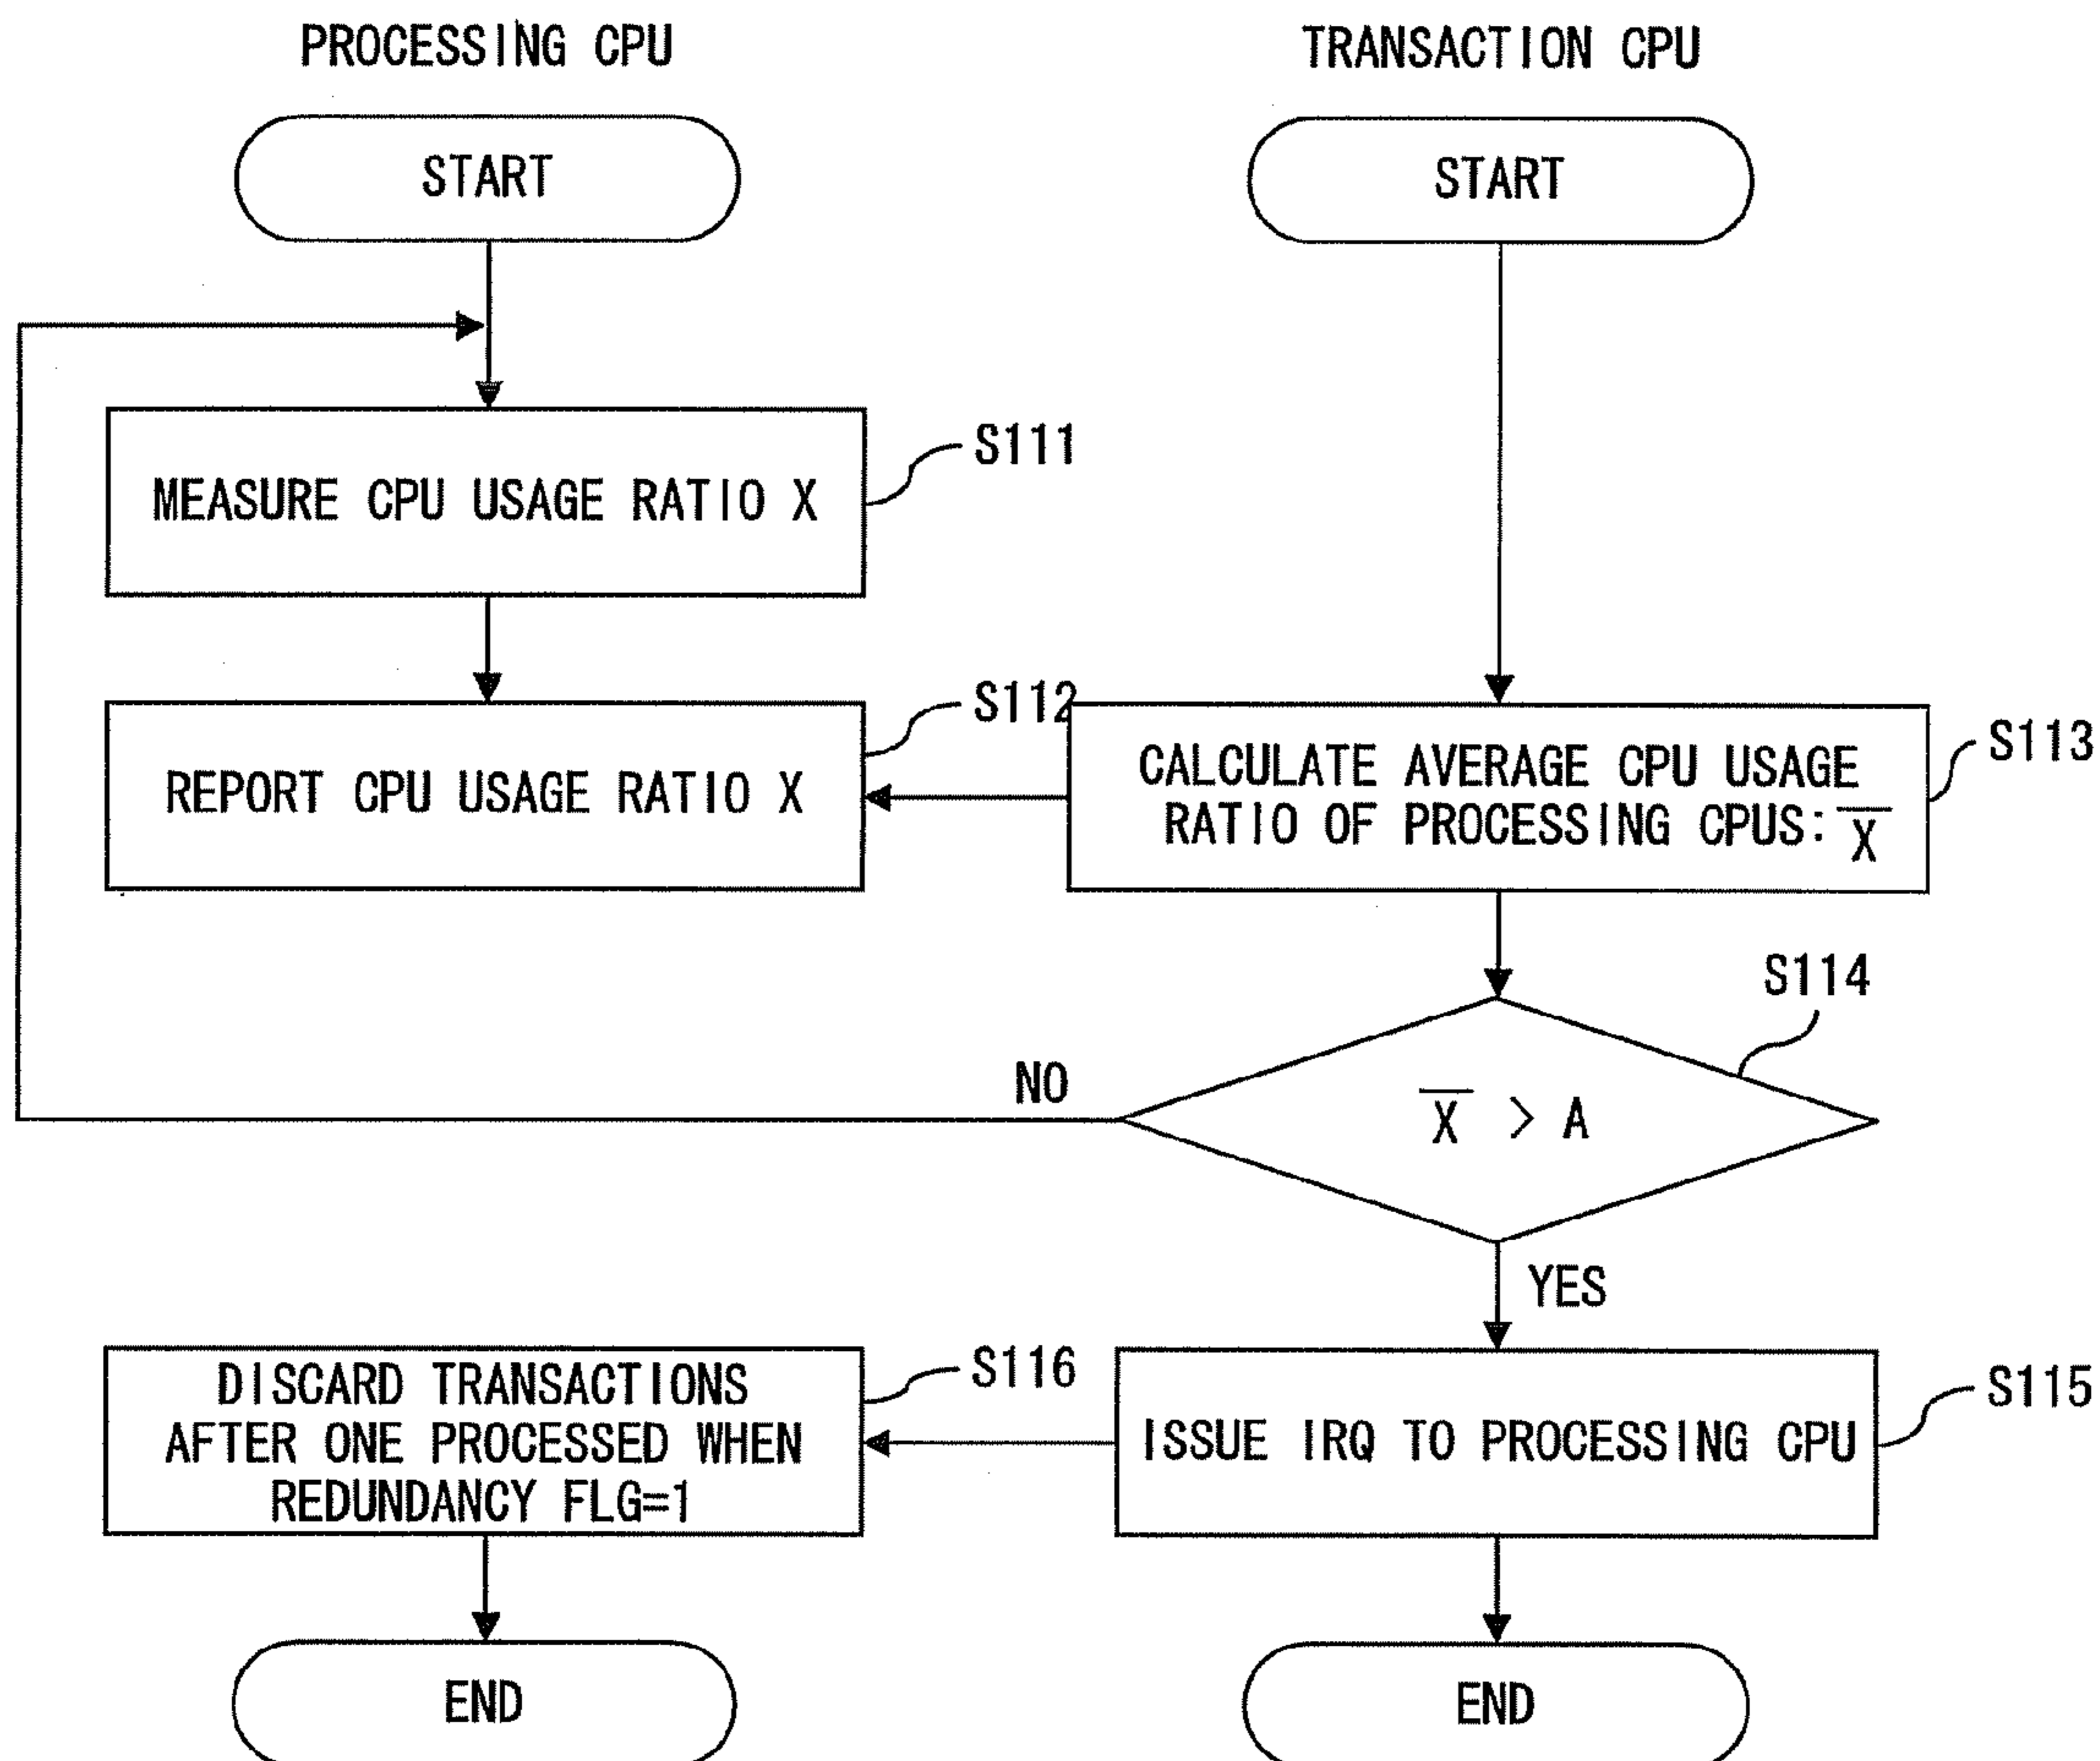 PROCESSING CPU
TRANSACTION CPU
START
START
S111
MEASURE CPU USAGE RATIO X
S112
REPORT CPU USAGE RATIO X
S113
CALCULATE AVERAGE CPU USAGE
RATIO OF PROCESSING CPUS: X̅
S114
NO
X̅ > A
YES
S116
DISCARD TRANSACTIONS
AFTER ONE PROCESSED WHEN
REDUNDANCY FLG=1
S115
ISSUE IRQ TO PROCESSING CPU
END
END